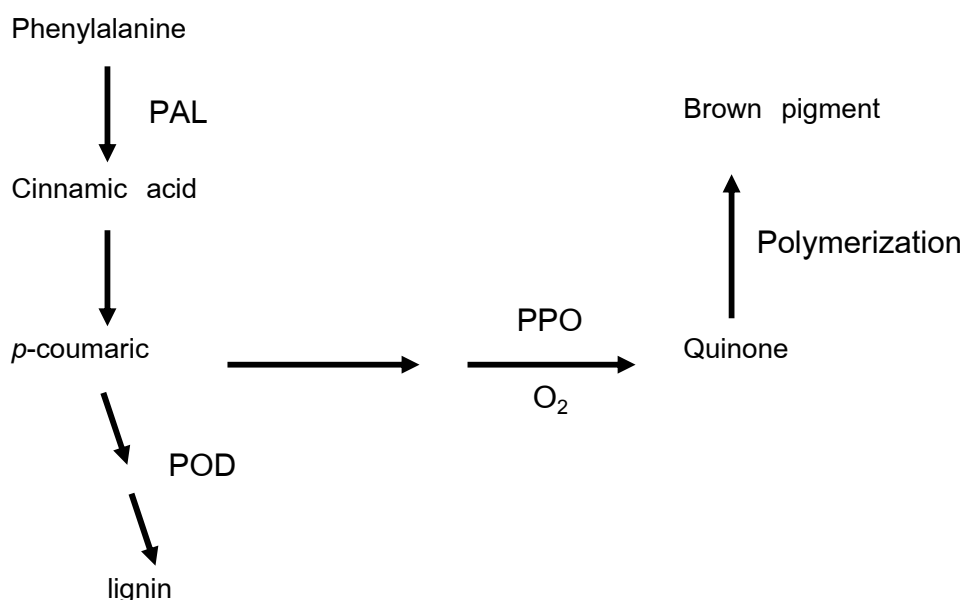 Phenylalanine
PAL
Brown pigment
Cinnamic acid
Polymerization
PPO
p-coumaric
Quinone
O₂
POD
lignin